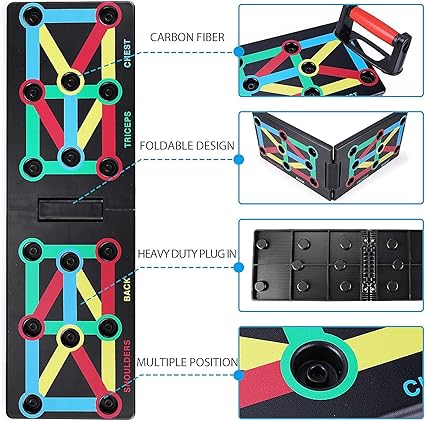 CHEST
TRICEPS
BACK
SHOULDERS
CARBON FIBER
FOLDABLE DESIGN
HEAVY DUTY PLUG IN
MULTIPLE POSITION